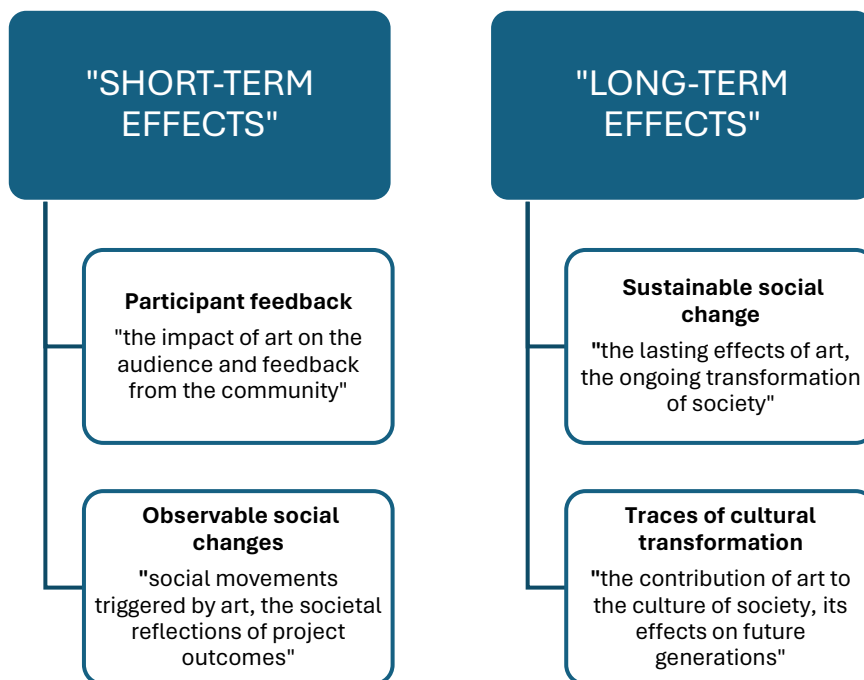 "SHORT-TERM
EFFECTS"
Participant feedback
"the impact of art on the
audience and feedback
from the community"
Observable social
changes
"social movements
triggered by art, the societal
reflections of project
outcomes"
"LONG-TERM
EFFECTS"
Sustainable social
change
"the lasting effects of art,
the ongoing transformation
of society"
Traces of cultural
transformation
"the contribution of art to
the culture of society, its
effects on future
generations"